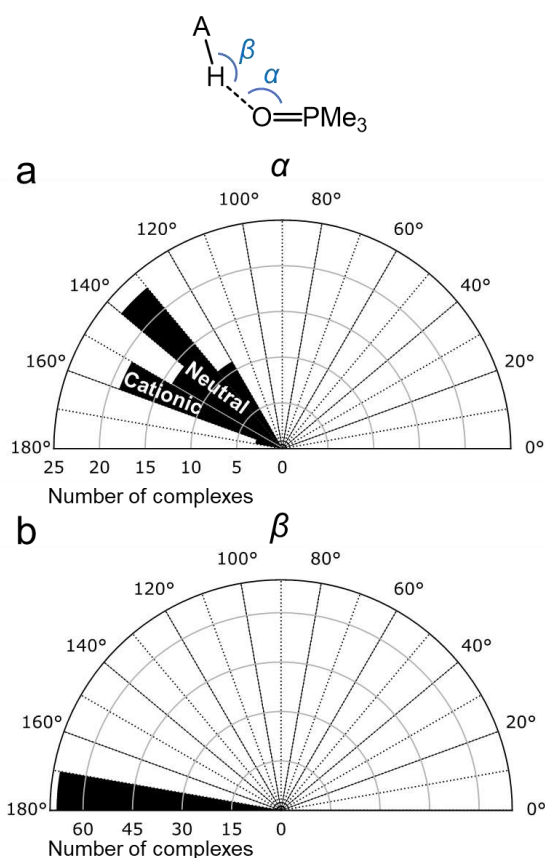 A
β
H
α
O=PMe₃
a
α
100° 80°
120° 60°
140° 40°
160° 20°
180° 0°
Neutral
Cationic
25 20 15 10 5 0
Number of complexes
b
β
100° 80°
120° 60°
140° 40°
160° 20°
180° 0°
60 45 30 15 0
Number of complexes